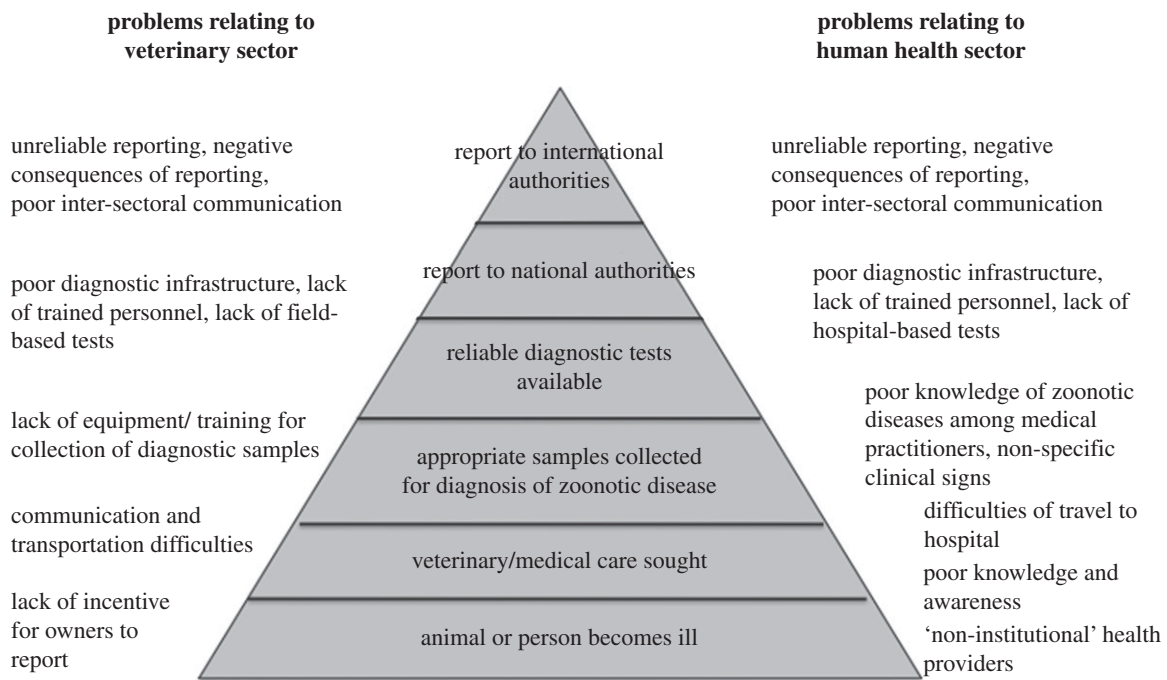 problems relating to
veterinary sector
problems relating to
human health sector
unreliable reporting, negative
consequences of reporting,
poor inter-sectoral communication
poor diagnostic infrastructure, lack
of trained personnel, lack of field-
based tests
lack of equipment/ training for
collection of diagnostic samples
communication and
transportation difficulties
lack of incentive
for owners to
report
report to international
authorities
report to national authorities
reliable diagnostic tests
available
appropriate samples collected
for diagnosis of zoonotic disease
veterinary/medical care sought
animal or person becomes ill
unreliable reporting, negative
consequences of reporting,
poor inter-sectoral communication
poor diagnostic infrastructure,
lack of trained personnel, lack of
hospital-based tests
poor knowledge of zoonotic
diseases among medical
practitioners, non-specific
clinical signs
difficulties of travel to
hospital
poor knowledge and
awareness
‘non-institutional’ health
providers